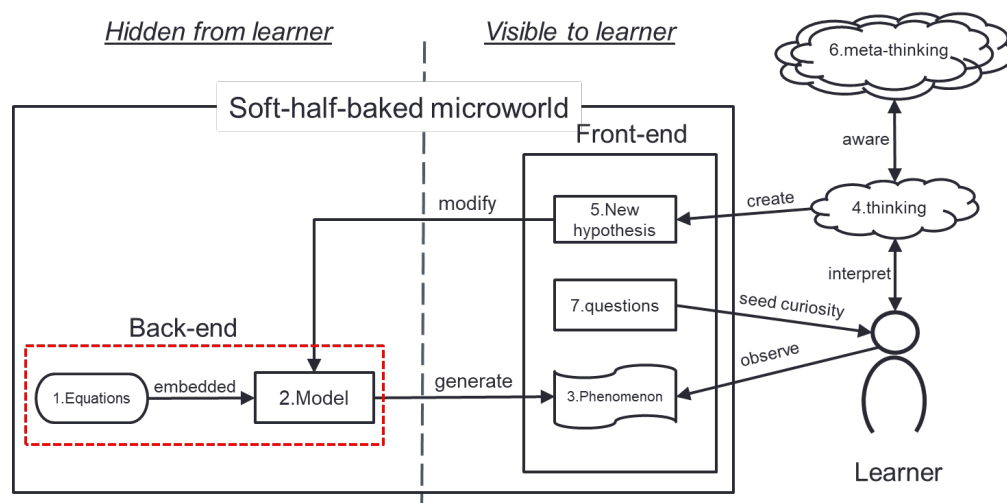 Hidden from learner
Visible to learner
6.meta-thinking
Soft-half-baked microworld
Front-end
aware
modify
5.New
hypothesis
create
4.thinking
interpret
7.questions
seed curiosity
Back-end
observe
1.Equations
embedded
2.Model
generate
3.Phenomenon
Learner